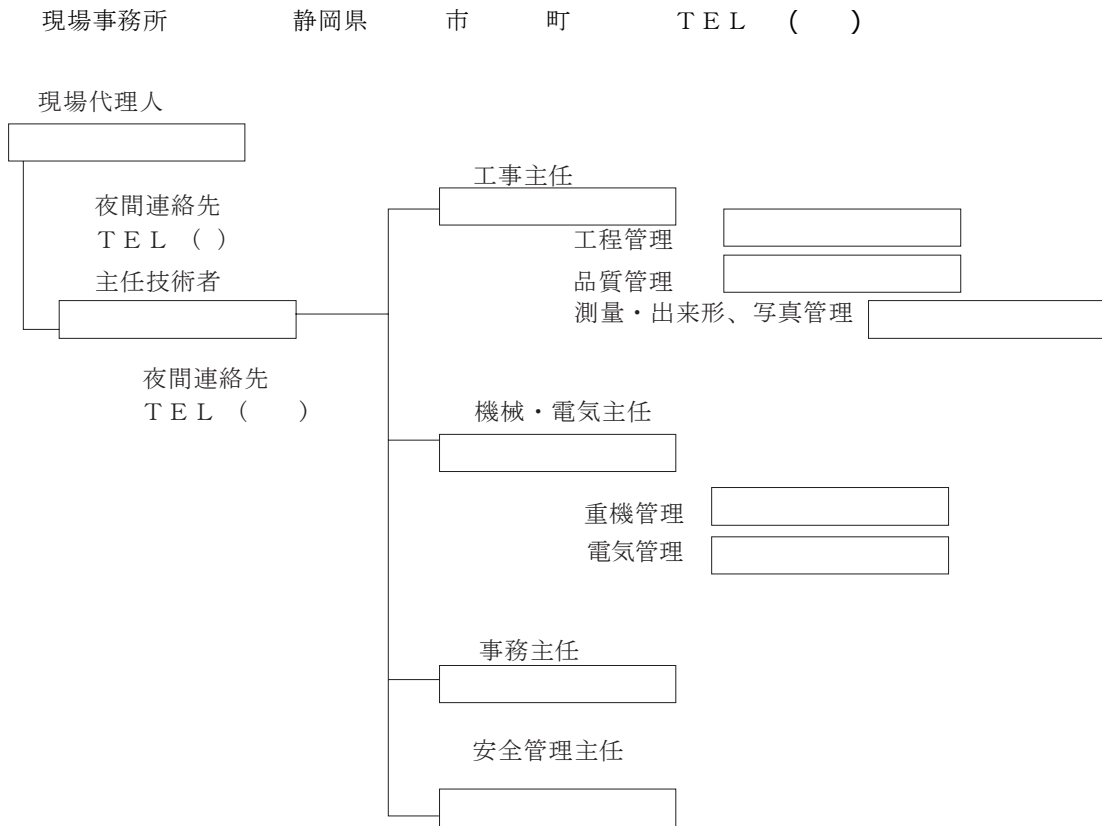 現場事務所　静岡県　市　町　ＴＥＬ　(　)
現場代理人
夜間連絡先
ＴＥＬ（ ）
主任技術者
夜間連絡先
ＴＥＬ（　）
工事主任
工程管理
品質管理
測量・出来形、写真管理
機械・電気主任
重機管理
電気管理
事務主任
安全管理主任